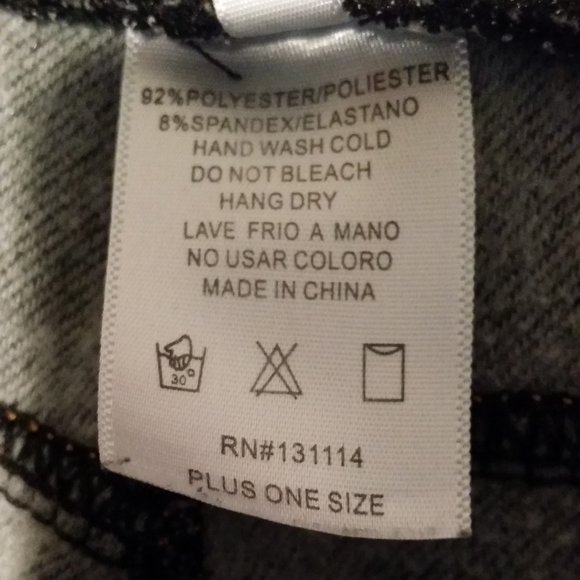 92%POLYESTER/POLIESTER
8%SPANDEX/ELASTANO
HAND WASH COLD
DO NOT BLEACH
HANG DRY
LAVE FRIO A MANO
NO USAR COLORO
MADE IN CHINA
30°
RN#131114
PLUS ONE SIZE